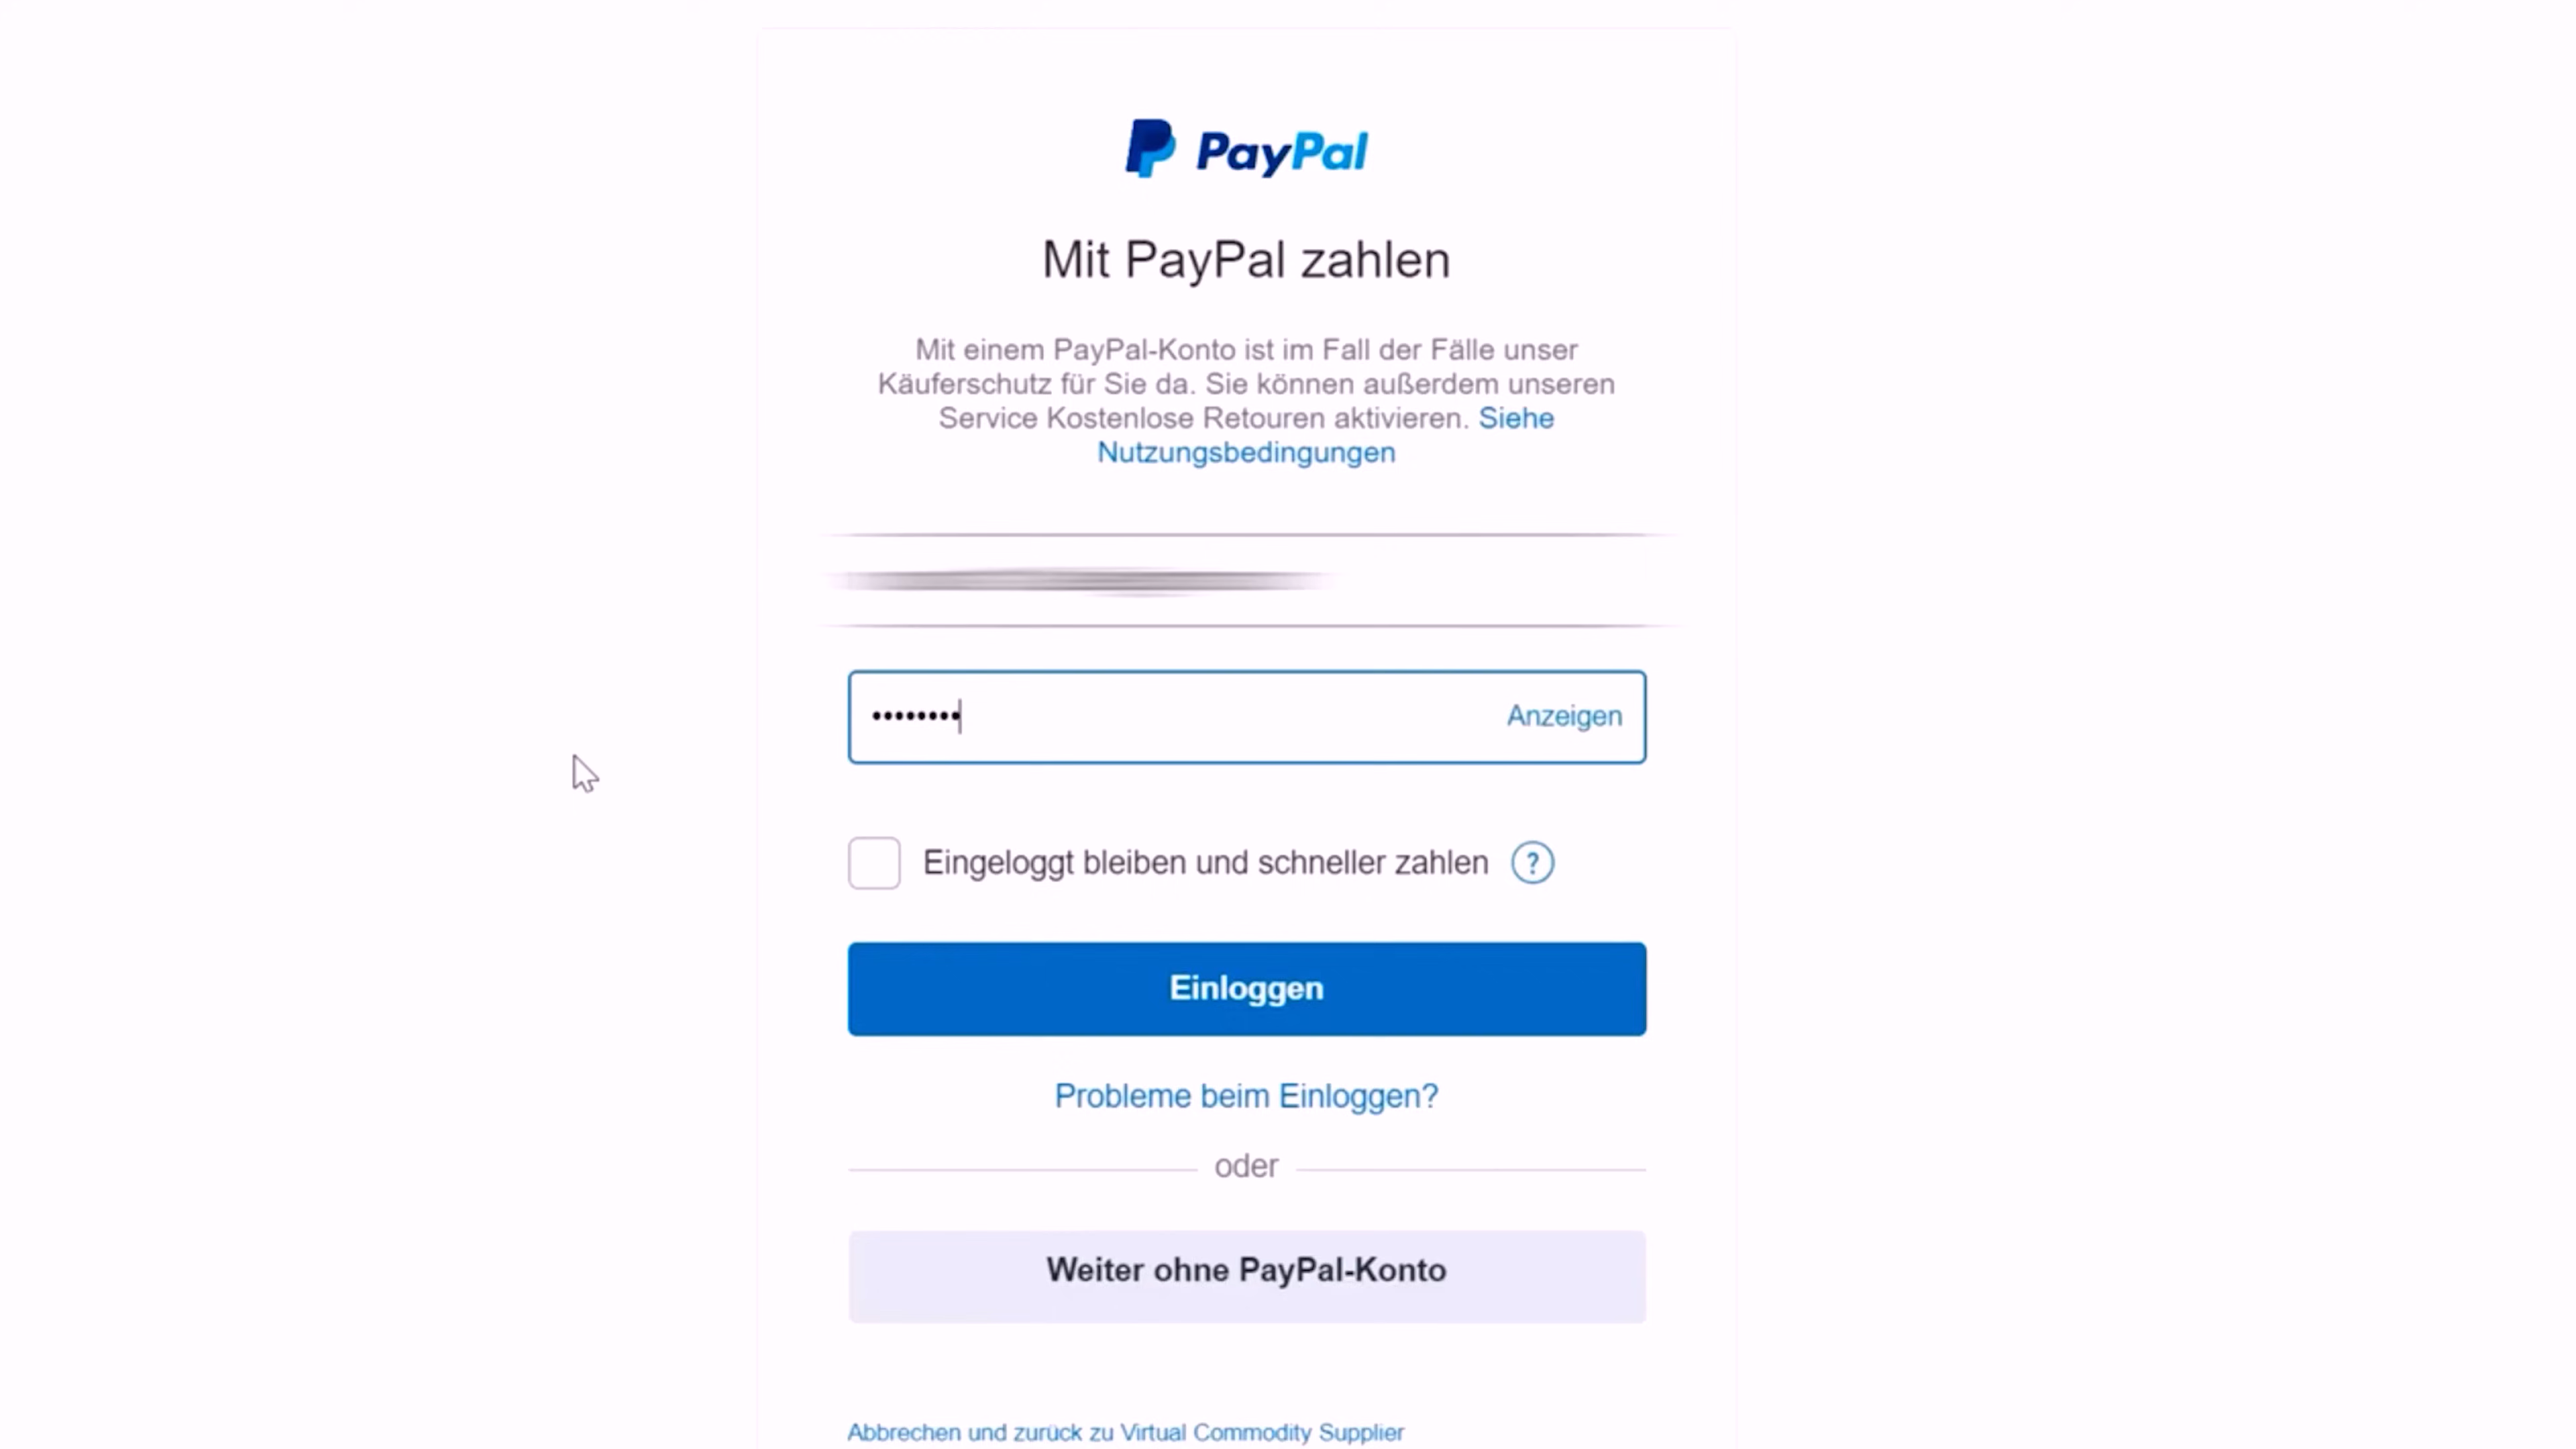 PayPal
Mit PayPal zahlen
Mit einem PayPal-Konto ist im Fall der Fälle unser
Käuferschutz für Sie da. Sie können außerdem unseren
Service Kostenlose Retouren aktivieren. Siehe
Nutzungsbedingungen
Anzeigen
Eingeloggt bleiben und schneller zahlen ?
Einloggen
Probleme beim Einloggen?
oder
Weiter ohne PayPal-Konto
Abbrechen und zurück zu Virtual Commodity Supplier